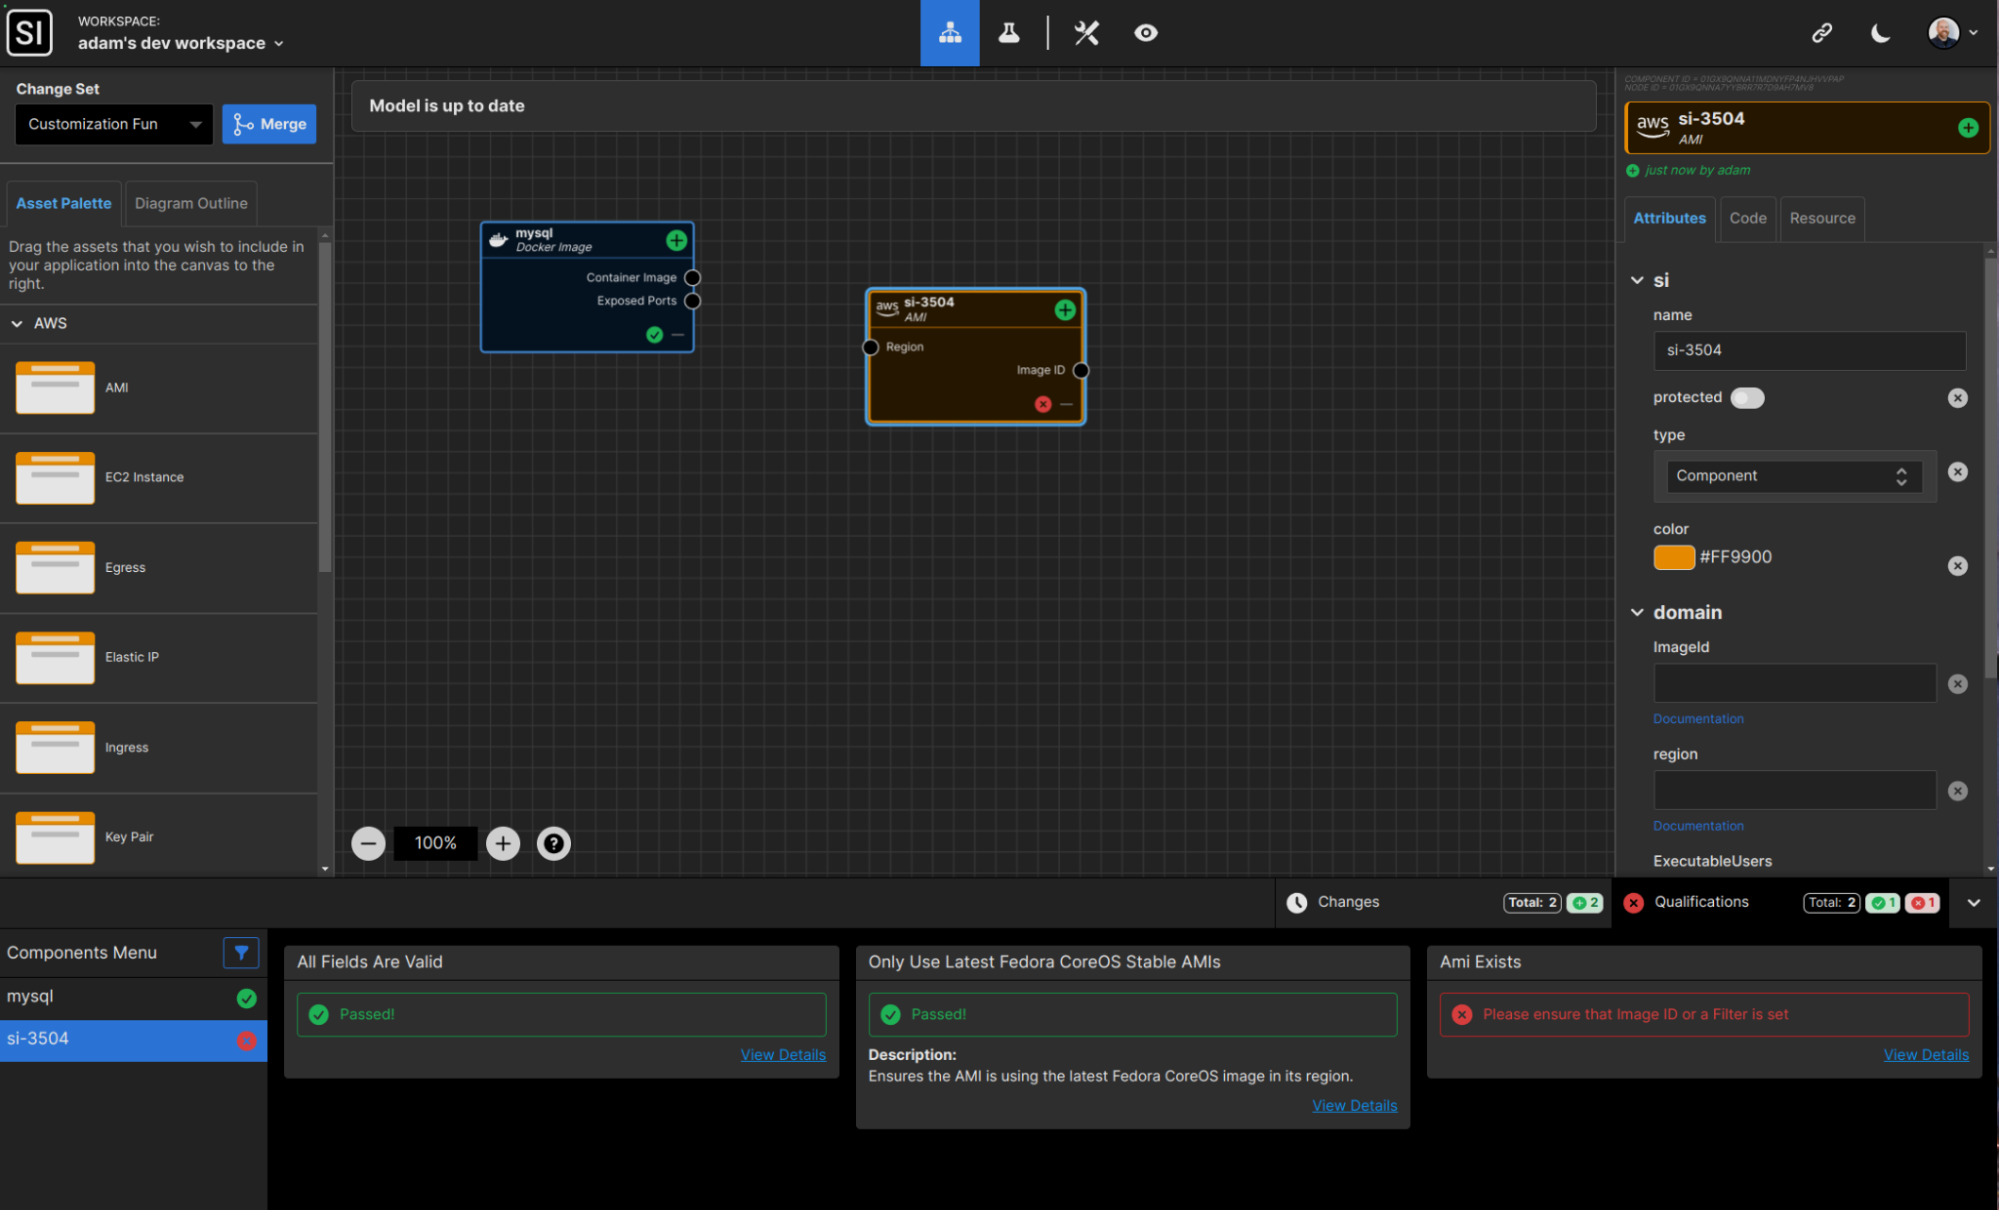 SI
WORKSPACE:
adam's dev workspace
Change Set
Customization Fun
Merge
Asset Palette
Diagram Outline
Drag the assets that you wish to include in
your application into the canvas to the
right.
AWS
AMI
EC2 Instance
Egress
Elastic IP
Ingress
Key Pair
Model is up to date
mysql
Docker Image
Container Image
Exposed Ports
aws
si-3504
AMI
Region
Image ID
100%
aws
si-3504
AMI
just now by adam
Attributes
Code
Resource
si
name
si-3504
protected
type
Component
color
#FF9900
domain
ImageId
Documentation
region
Documentation
ExecutableUsers
Changes
Total: 2
2
Qualifications
Total: 2
1
1
Components Menu
mysql
si-3504
All Fields Are Valid
Passed!
View Details
Only Use Latest Fedora CoreOS Stable AMIs
Passed!
Description:
Ensures the AMI is using the latest Fedora CoreOS image in its region.
View Details
Ami Exists
Please ensure that Image ID or a Filter is set
View Details